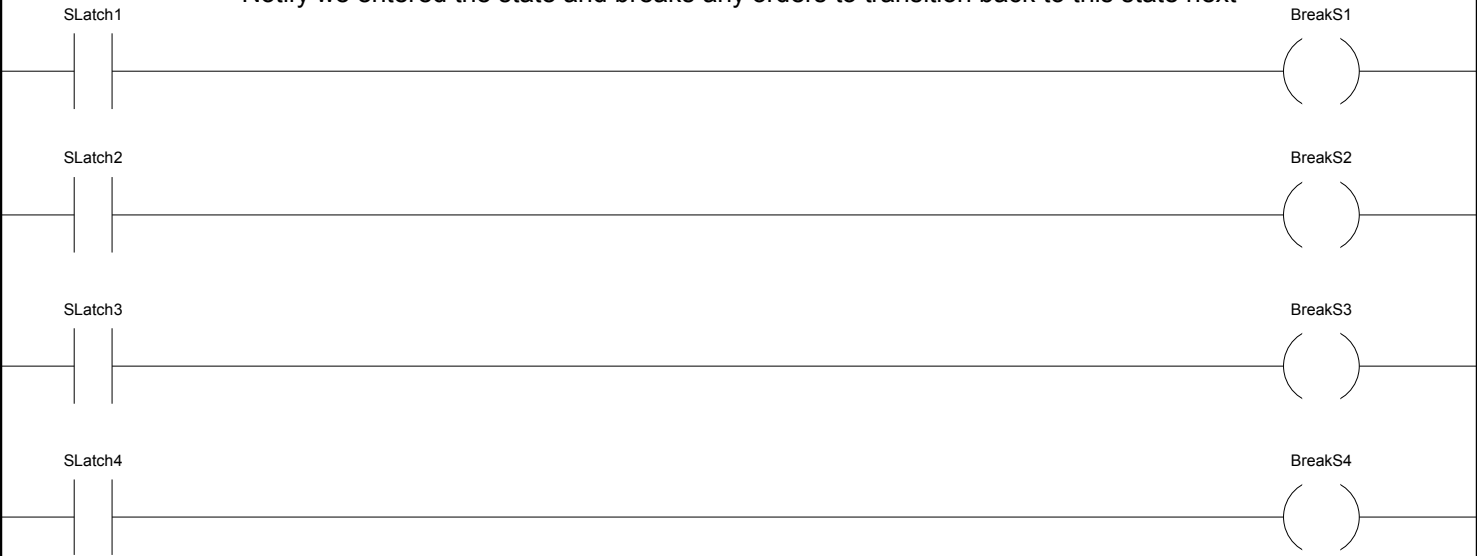 Notify we entered the state and breaks any orders to transition back to this state next
SLatch1 BreakS1
SLatch2 BreakS2
SLatch3 BreakS3
SLatch4 BreakS4